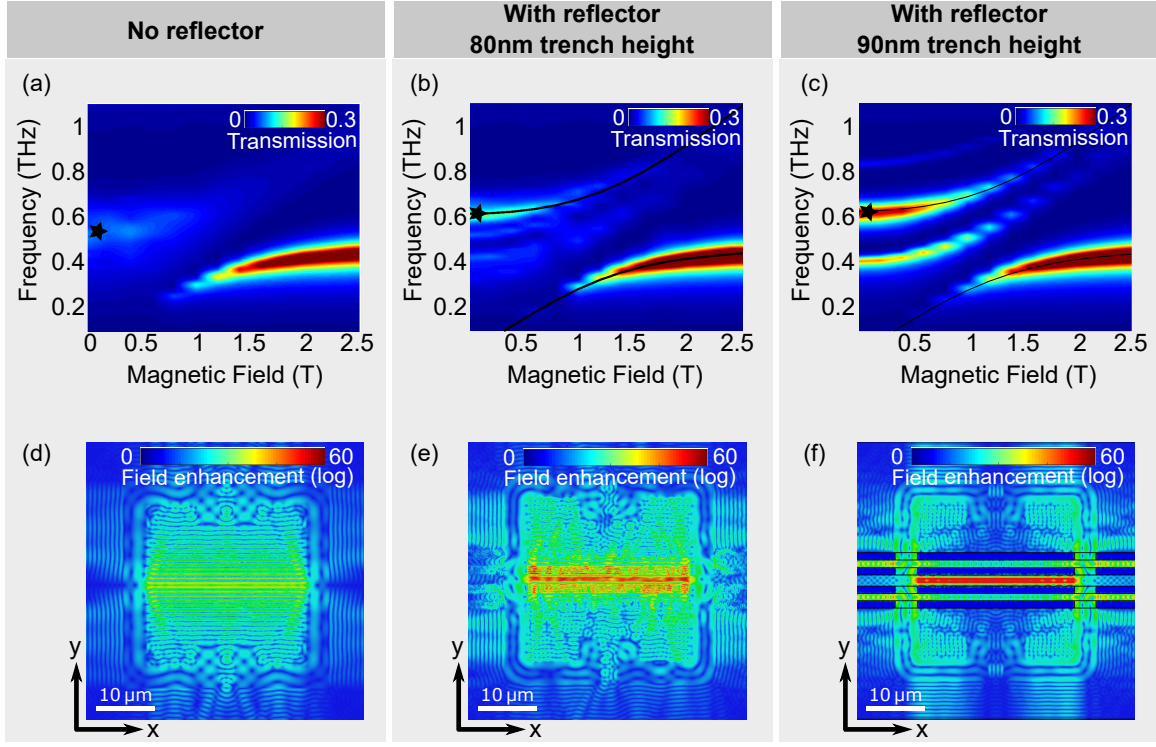 No reflector
With reflector
80nm trench height
With reflector
90nm trench height
(a)
0 0.3
Transmission
1
0.8
0.6
0.4
0.2
Frequency (THz)
0 0.5 1 1.5 2 2.5
Magnetic Field (T)
(b)
0 0.3
Transmission
1
0.8
0.6
0.4
0.2
Frequency (THz)
0.5 1 1.5 2 2.5
Magnetic Field (T)
(c)
0 0.3
Transmission
1
0.8
0.6
0.4
0.2
Frequency (THz)
0.5 1 1.5 2 2.5
Magnetic Field (T)
(d)
0 60
Field enhancement (log)
y
10 μm
x
(e)
0 60
Field enhancement (log)
y
10 μm
x
(f)
0 60
Field enhancement (log)
y
10 μm
x